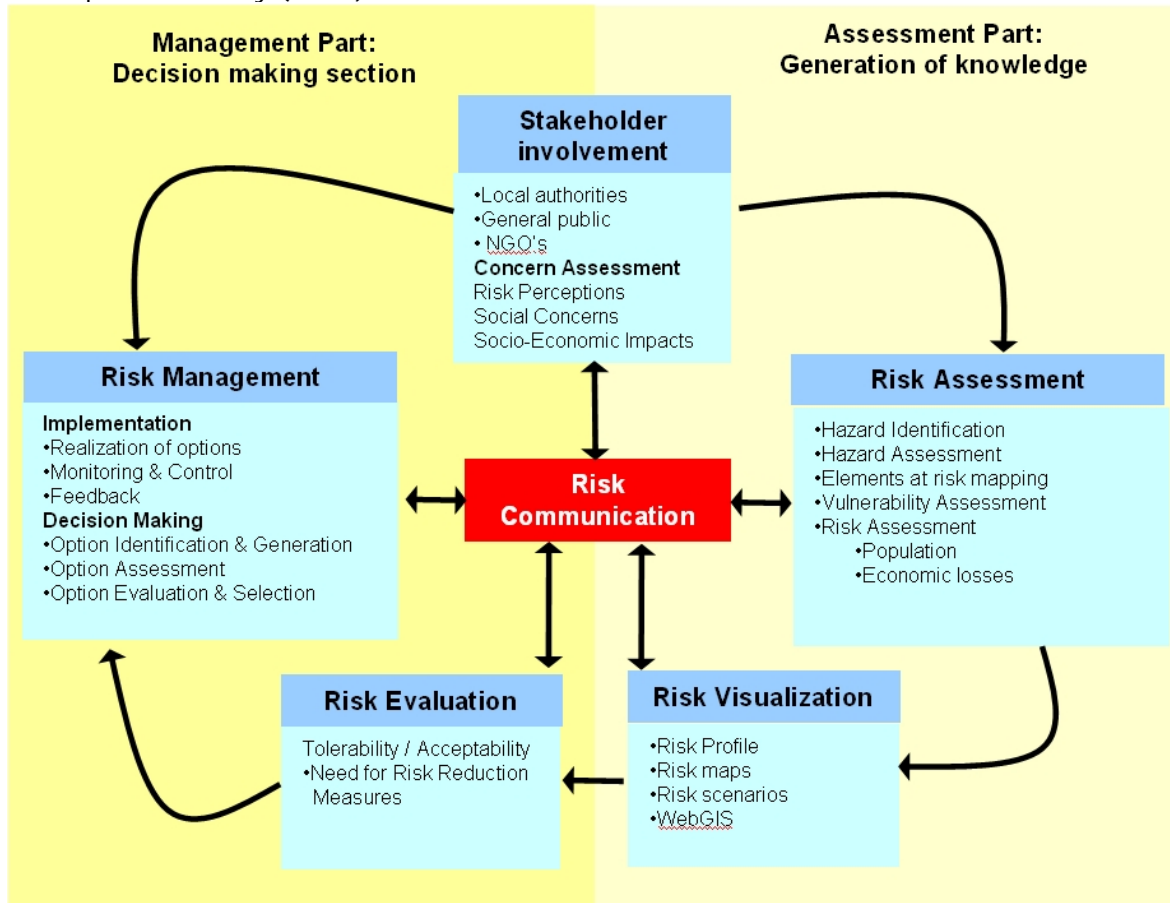 Management Part:
Decision making section
Assessment Part:
Generation of knowledge
Stakeholder
involvement
•Local authorities
•General public
• NGO's
Concern Assessment
Risk Perceptions
Social Concerns
Socio-Economic Impacts
Risk Management
Implementation
•Realization of options
•Monitoring & Control
•Feedback
Decision Making
•Option Identification & Generation
•Option Assessment
•Option Evaluation & Selection
Risk
Communication
Risk Assessment
•Hazard Identification
•Hazard Assessment
•Elements at risk mapping
•Vulnerability Assessment
•Risk Assessment
•Population
•Economic losses
Risk Evaluation
Tolerability / Acceptability
•Need for Risk Reduction
Measures
Risk Visualization
•Risk Profile
•Risk maps
•Risk scenarios
•WebGIS